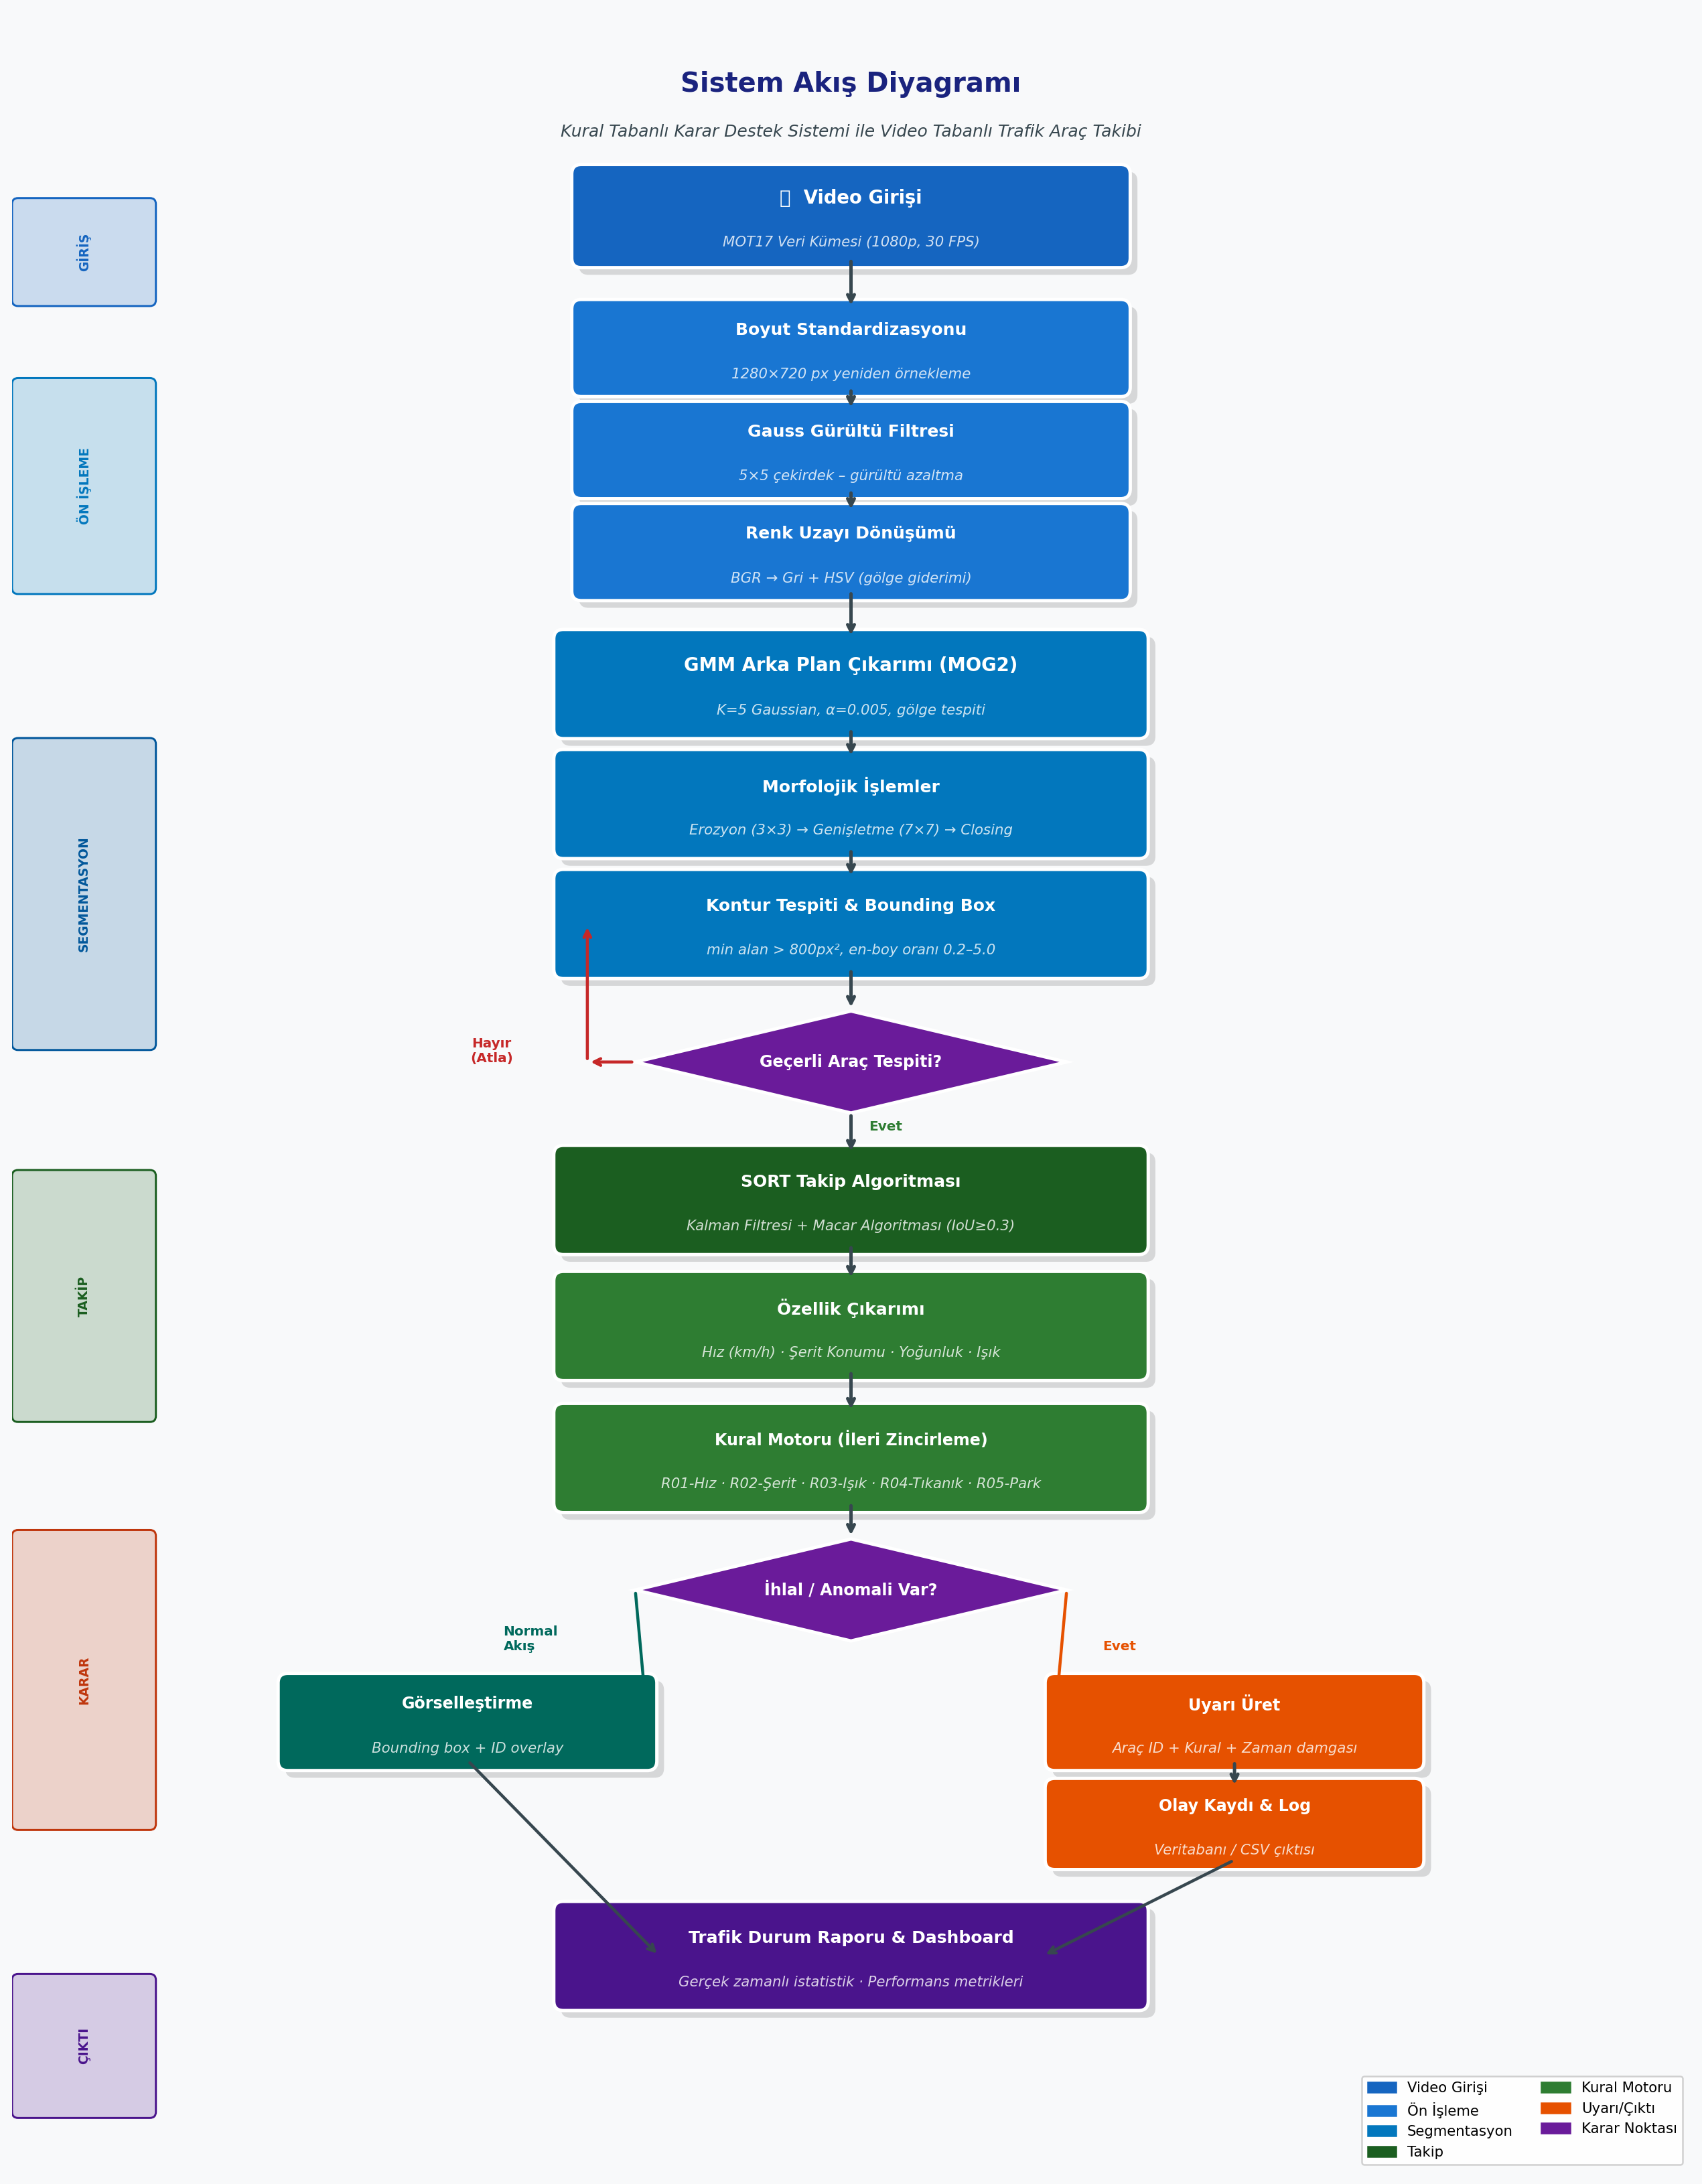 Sistem Akış Diyagramı
Kural Tabanlı Karar Destek Sistemi ile Video Tabanlı Trafik Araç Takibi
GİRİŞ
Video Girişi
MOT17 Veri Kümesi (1080p, 30 FPS)
Boyut Standardizasyonu
1280×720 px yeniden örnekleme
ÖN İŞLEME
Gauss Gürültü Filtresi
5×5 çekirdek – gürültü azaltma
Renk Uzayı Dönüşümü
BGR → Gri + HSV (gölge giderimi)
GMM Arka Plan Çıkarımı (MOG2)
K=5 Gaussian, α=0.005, gölge tespiti
SEGMENTASYON
Morfolojik İşlemler
Erozyon (3×3) → Genişletme (7×7) → Closing
Kontur Tespiti & Bounding Box
min alan > 800px², en-boy oranı 0.2–5.0
Hayır
(Atla)
Geçerli Araç Tespiti?
Evet
TAKİP
SORT Takip Algoritması
Kalman Filtresi + Macar Algoritması (IoU≥0.3)
Özellik Çıkarımı
Hız (km/h) · Şerit Konumu · Yoğunluk · Işık
Kural Motoru (İleri Zincirleme)
R01-Hız · R02-Şerit · R03-Işık · R04-Tıkanık · R05-Park
KARAR
İhlal / Anomali Var?
Normal
Akış
Evet
Görselleştirme
Bounding box + ID overlay
Uyarı Üret
Araç ID + Kural + Zaman damgası
Olay Kaydı & Log
Veritabanı / CSV çıktısı
Trafik Durum Raporu & Dashboard
Gerçek zamanlı istatistik · Performans metrikleri
ÇIKTI
Video Girişi
Ön İşleme
Segmentasyon
Takip
Kural Motoru
Uyarı/Çıktı
Karar Noktası